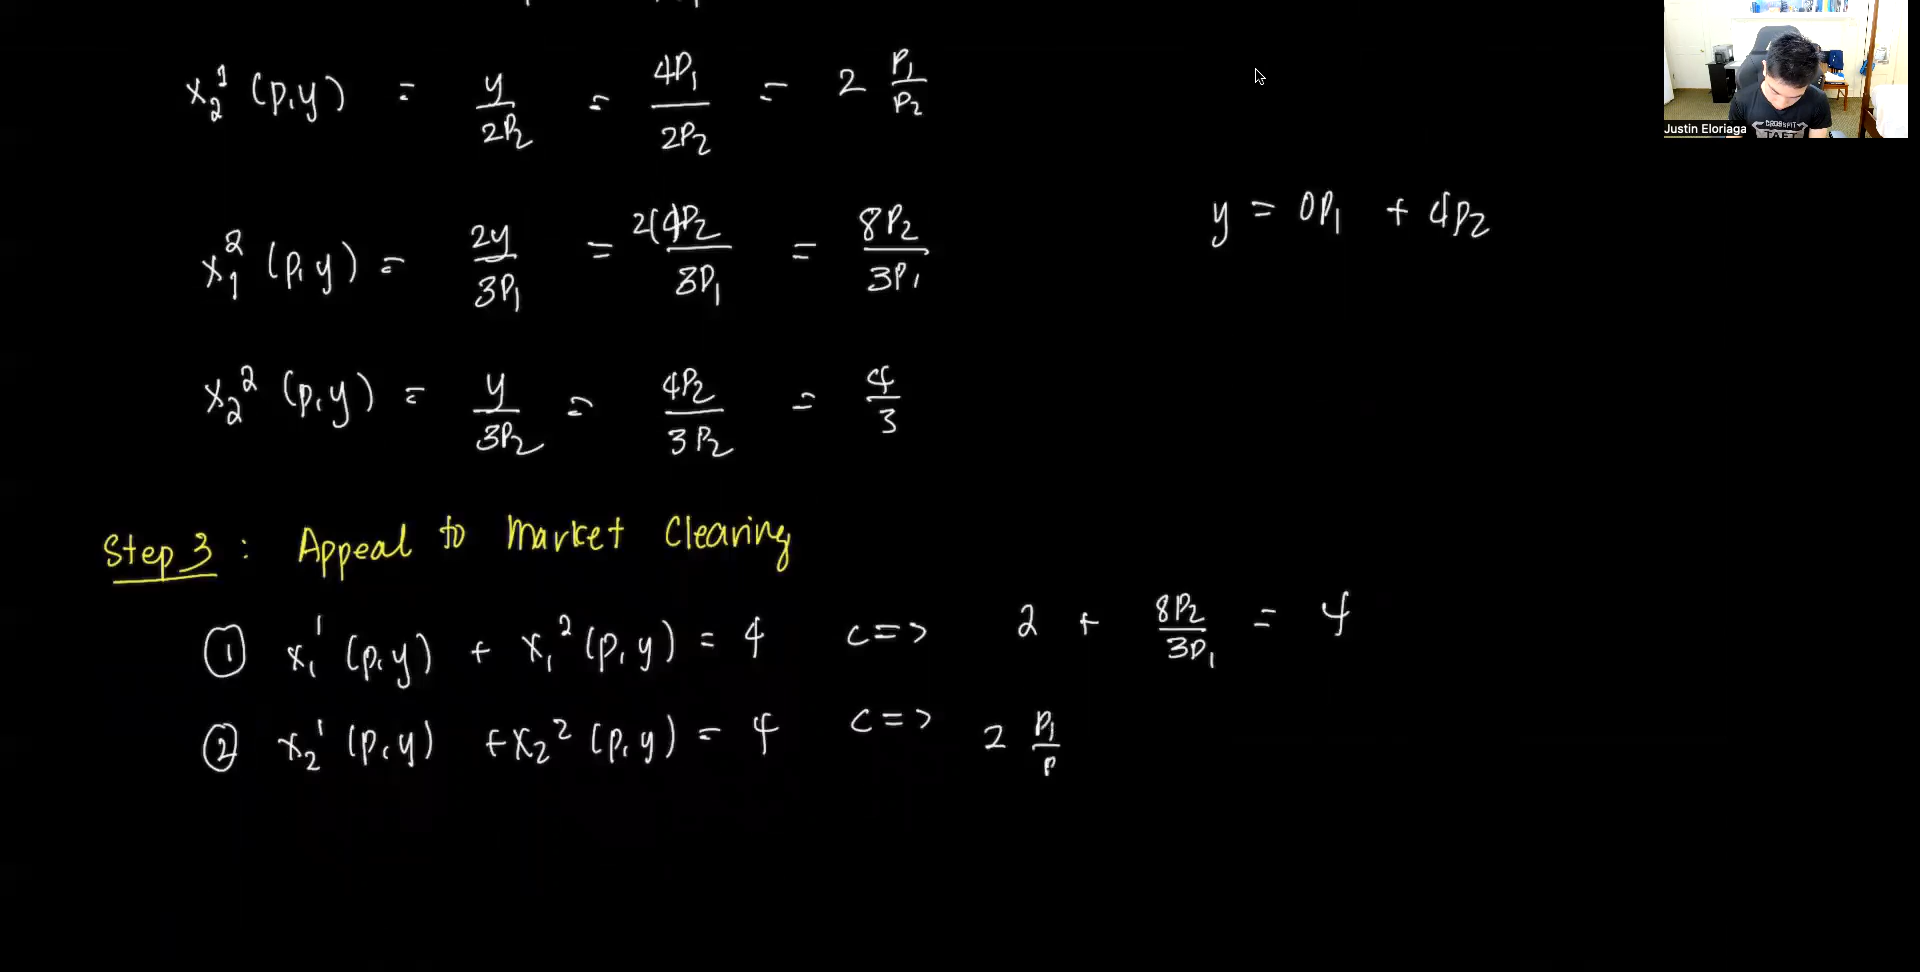 x₂¹ (p, y) = y/2P₂ = 4P₁/2P₂ = 2 P₁/P₂
y = 0P₁ + 4P₂
x₁² (p, y) = 2y/3P₁ = 2(4P₂/3P₁ = 8P₂/3P₁
x₂² (p, y) = y/3P₂ = 4P₂/3P₂ = 4/3
Step 3 : Appeal to Market Clearing
① x₁¹ (p, y) + x₁² (p, y) = 4 <=> 2 + 8P₂/3P₁ = 4
② x₂¹ (p, y) + x₂² (p, y) = 4 <=> 2 P₁/P
Justin Eloriaga
CROSSFIT
TAFT